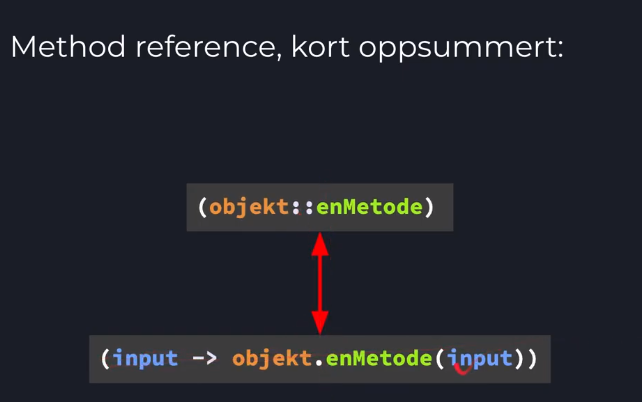 Method reference, kort oppsummert:
(objekt::enMetode)
(input -> objekt.enMetode(input))